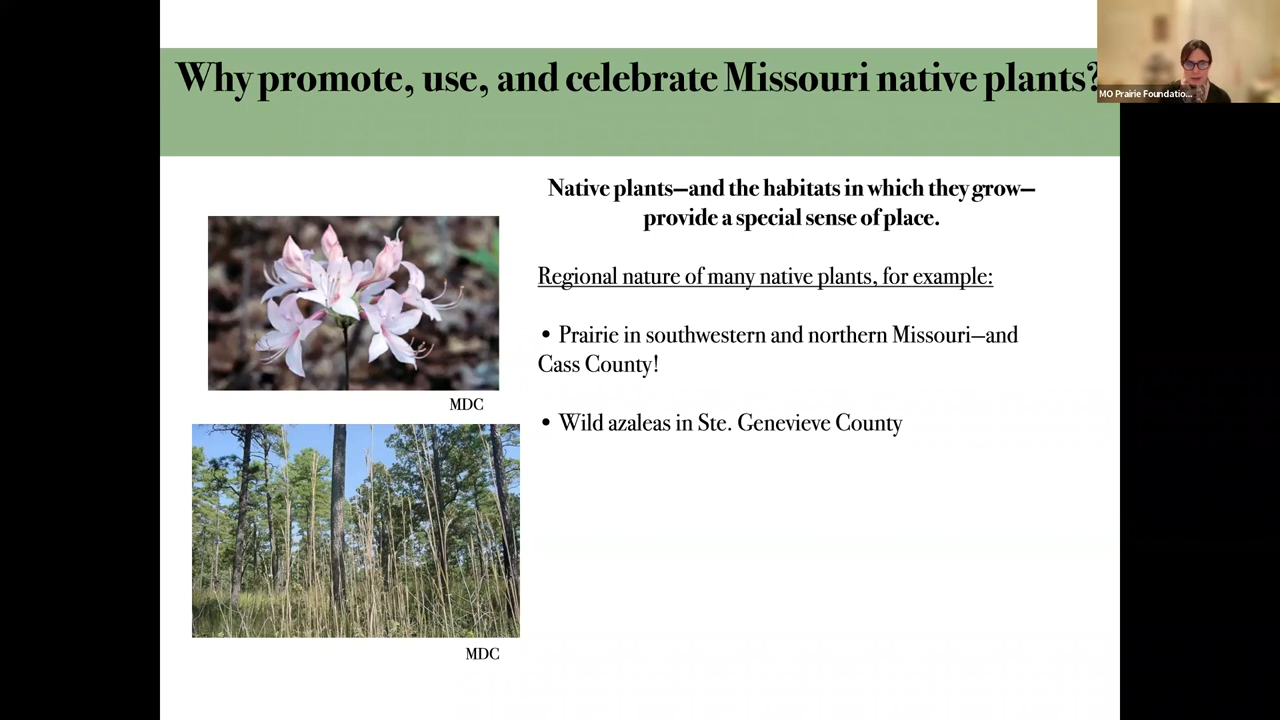 Why promote, use, and celebrate Missouri native plants?
MO Prairie Foundatio...
Native plants—and the habitats in which they grow—
provide a special sense of place.
Regional nature of many native plants, for example:
• Prairie in southwestern and northern Missouri—and
Cass County!
• Wild azaleas in Ste. Genevieve County
MDC
MDC